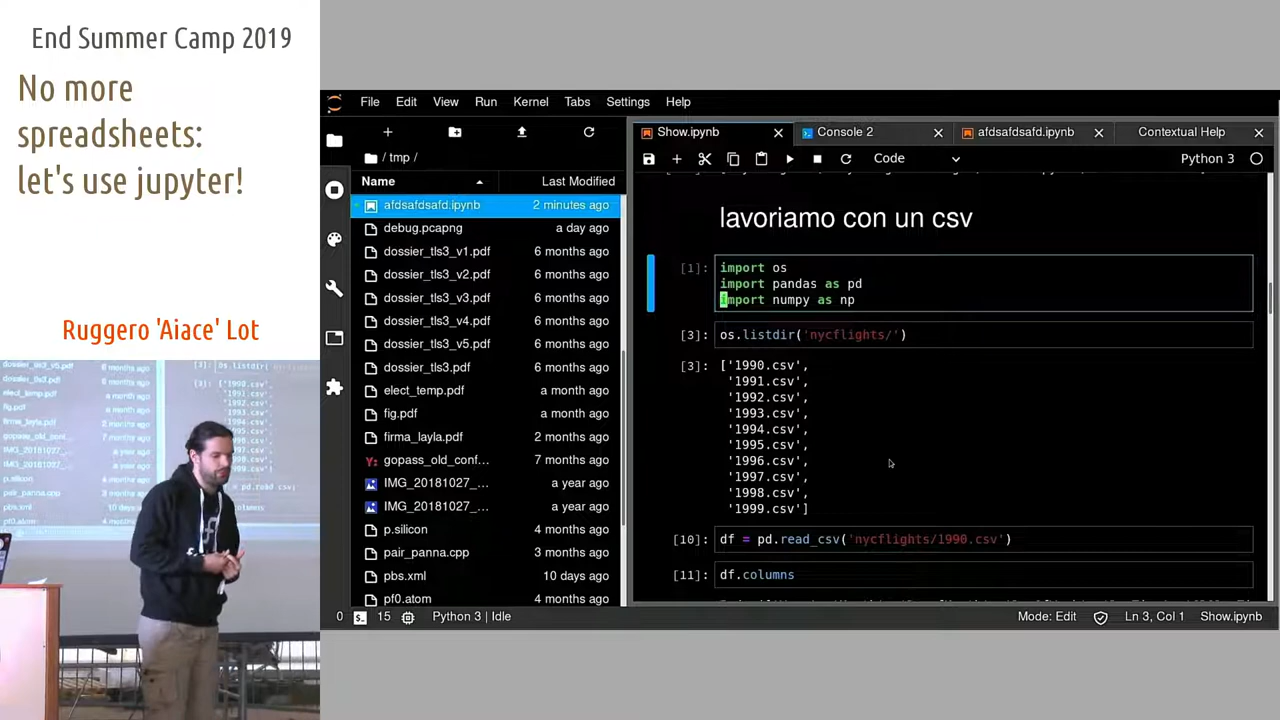 End Summer Camp 2019
No more
spreadsheets:
let's use jupyter!
Ruggero 'Aiace' Lot
File Edit View Run Kernel Tabs Settings Help
/ tmp /
Name Last Modified
afdsafdsafd.ipynb 2 minutes ago
debug.pcapng a day ago
dossier_tls3_v1.pdf 6 months ago
dossier_tls3_v2.pdf 6 months ago
dossier_tls3_v3.pdf 6 months ago
dossier_tls3_v4.pdf 6 months ago
dossier_tls3_v5.pdf 6 months ago
dossier_tls3.pdf 6 months ago
elect_temp.pdf a month ago
fig.pdf a month ago
firma_layla.pdf 2 months ago
gopass_old_conf... 7 months ago
IMG_20181027_... a year ago
IMG_20181027_... a year ago
p.silicon 4 months ago
pair_panna.cpp 3 months ago
pbs.xml 10 days ago
pf0.atom 4 months ago
Show.ipynb Console 2 afdsafdsafd.ipynb Contextual Help
Code Python 3
lavoriamo con un csv
[1]: import os
import pandas as pd
import numpy as np
[3]: os.listdir('nycflights/')
[3]: ['1990.csv',
'1991.csv',
'1992.csv',
'1993.csv',
'1994.csv',
'1995.csv',
'1996.csv',
'1997.csv',
'1998.csv',
'1999.csv']
[10]: df = pd.read_csv('nycflights/1990.csv')
[11]: df.columns
0 15 Python 3 | Idle Mode: Edit Ln 3, Col 1 Show.ipynb